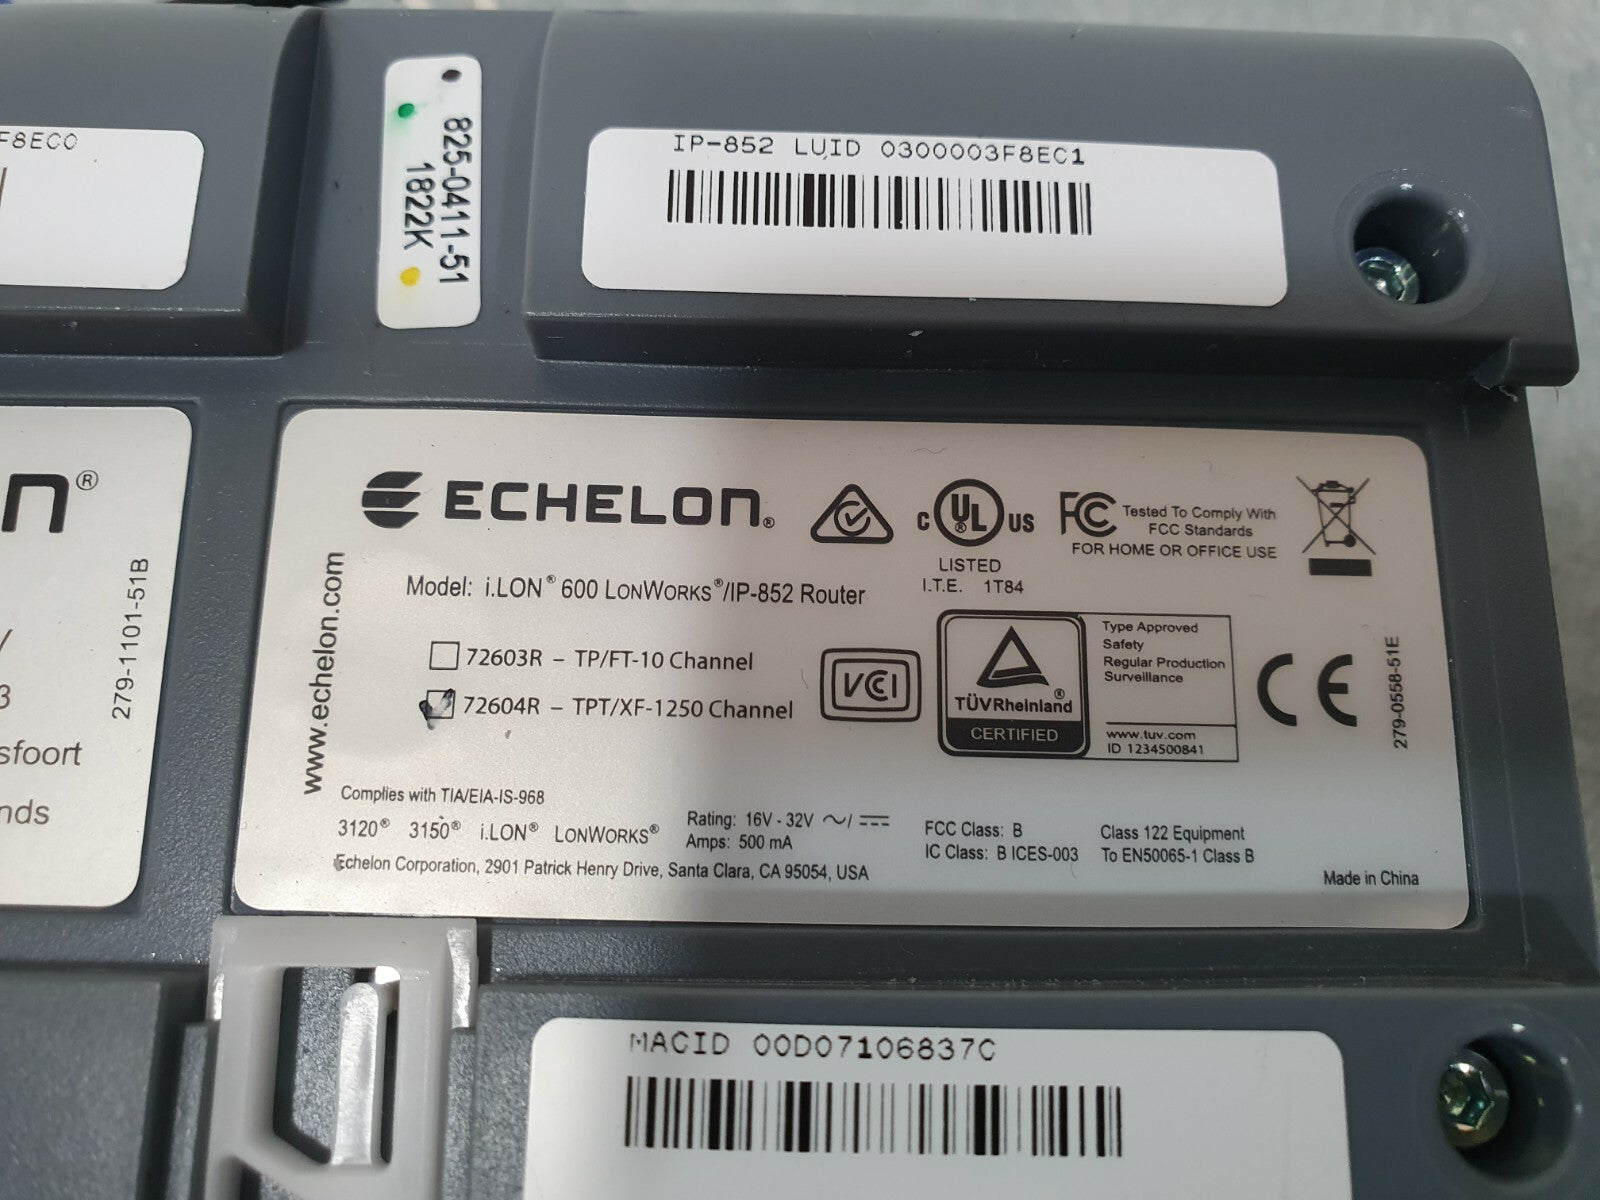 F8EC0
825-0411-51
1822K
IP-852 LUID 0300003F8EC1
n®
279-1101-51B
3
sfoort
nds
www.echelon.com
ECHELON®
C UL® US
LISTED
I.T.E. 1T84
FC Tested To Comply With
FCC Standards
FOR HOME OR OFFICE USE
Model: i.LON® 600 LONWORKS®/IP-852 Router
72603R – TP/FT-10 Channel
72604R – TPT/XF-1250 Channel
VCI
TÜVRheinland®
CERTIFIED
Type Approved
Safety
Regular Production
Surveillance
www.tuv.com
ID 1234500841
CE
279-0558-51E
Complies with TIA/EIA-IS-968
3120® 3150® i.LON® LONWORKS®
Rating: 16V - 32V
Amps: 500 mA
FCC Class: B
IC Class: B ICES-003
Class 122 Equipment
To EN50065-1 Class B
Echelon Corporation, 2901 Patrick Henry Drive, Santa Clara, CA 95054, USA
Made in China
MACID 00D07106837C